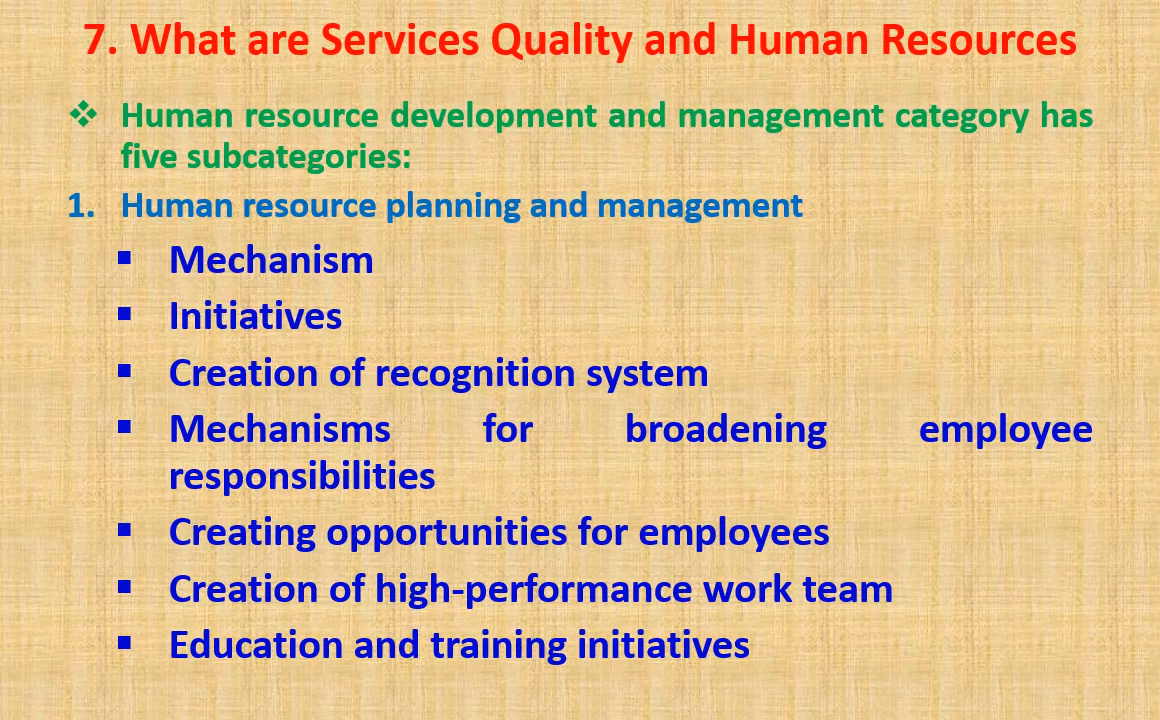 7. What are Services Quality and Human Resources
❖ Human resource development and management category has
five subcategories:
1. Human resource planning and management
▪ Mechanism
▪ Initiatives
▪ Creation of recognition system
▪ Mechanisms for broadening employee
responsibilities
▪ Creating opportunities for employees
▪ Creation of high-performance work team
▪ Education and training initiatives